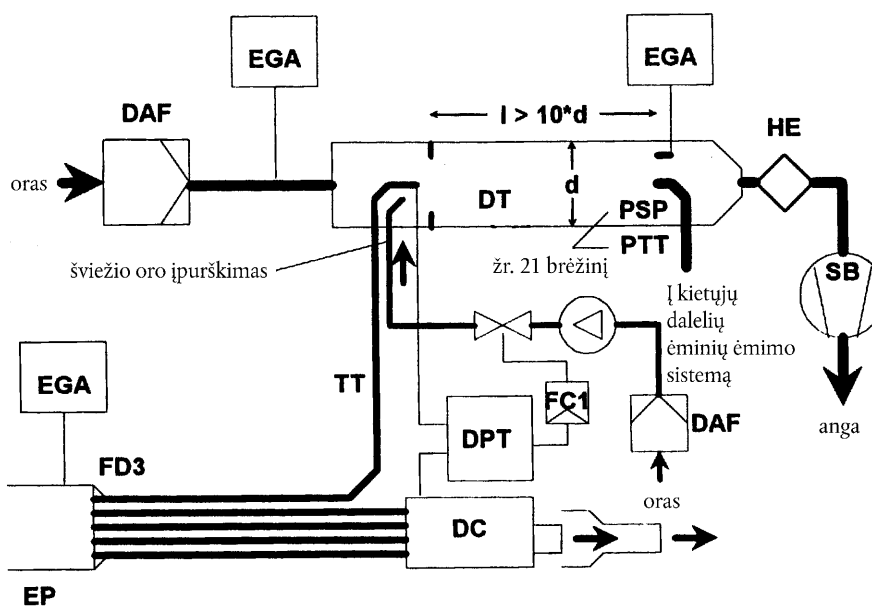 EGA
EGA
DAF
l > 10*d
HE
oras
d
DT
PSP
PTT
SB
šviežio oro įpurškimas
žr. 21 brėžinį
Į kietųjų
dalelių
ėminių ėmimo
sistemą
EGA
TT
FC1
DAF
anga
DPT
FD3
oras
DC
EP